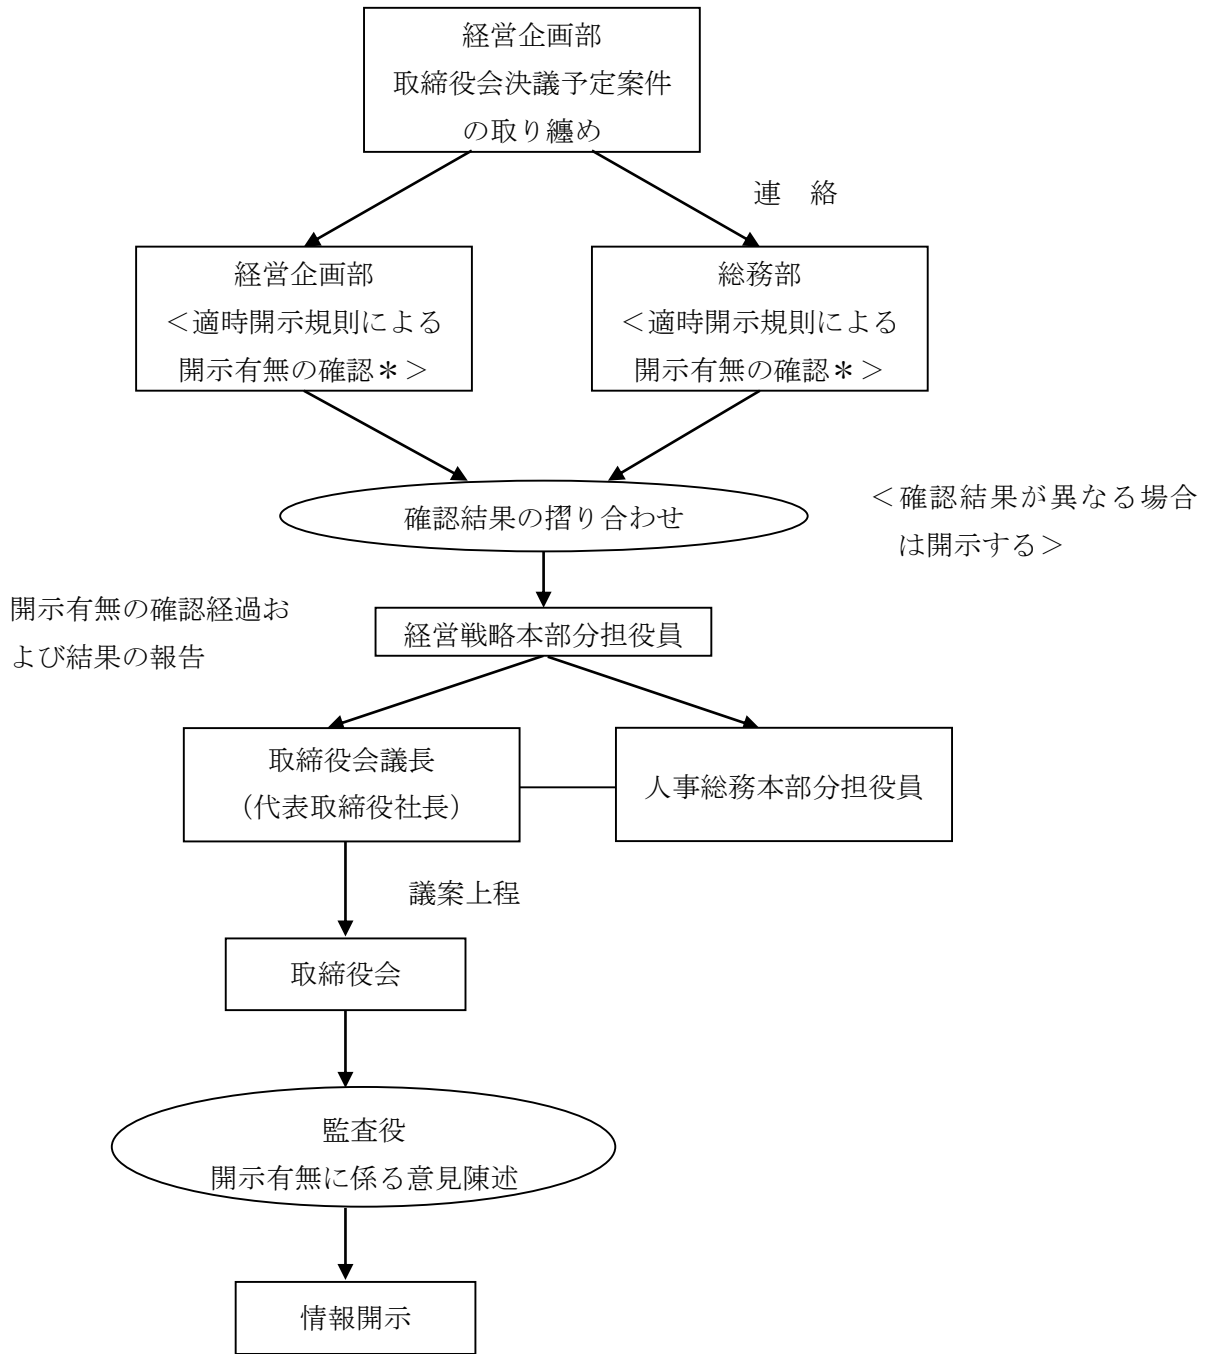 経営企画部
取締役会決議予定案件
の取り纏め
連　絡
経営企画部
＜適時開示規則による
開示有無の確認＊＞
総務部
＜適時開示規則による
開示有無の確認＊＞
確認結果の摺り合わせ
＜確認結果が異なる場合
は開示する＞
開示有無の確認経過お
よび結果の報告
経営戦略本部分担役員
取締役会議長
（代表取締役社長）
人事総務本部分担役員
議案上程
取締役会
監査役
開示有無に係る意見陳述
情報開示